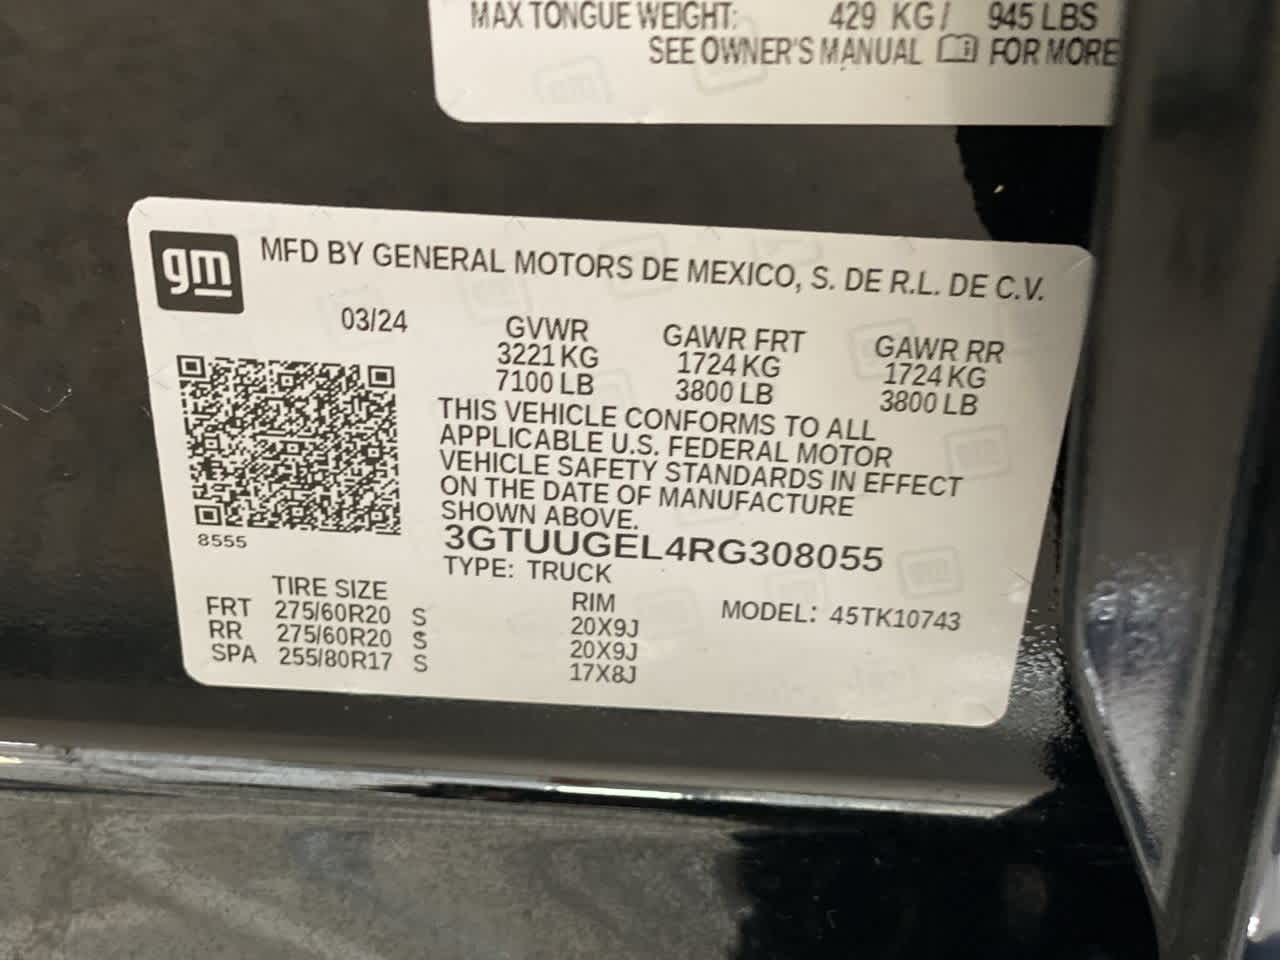 MAX TONGUE WEIGHT: 429 KG / 945 LBS
SEE OWNER'S MANUAL FOR MORE
gm
MFD BY GENERAL MOTORS DE MEXICO, S. DE R.L. DE C.V.
03/24 GVWR GAWR FRT GAWR RR
3221 KG 1724 KG 1724 KG
7100 LB 3800 LB 3800 LB
THIS VEHICLE CONFORMS TO ALL
APPLICABLE U.S. FEDERAL MOTOR
VEHICLE SAFETY STANDARDS IN EFFECT
ON THE DATE OF MANUFACTURE
SHOWN ABOVE.
8555
3GTUUGEL4RG308055
TYPE: TRUCK
TIRE SIZE RIM MODEL: 45TK10743
FRT 275/60R20 S 20X9J
RR 275/60R20 S 20X9J
SPA 255/80R17 S 17X8J